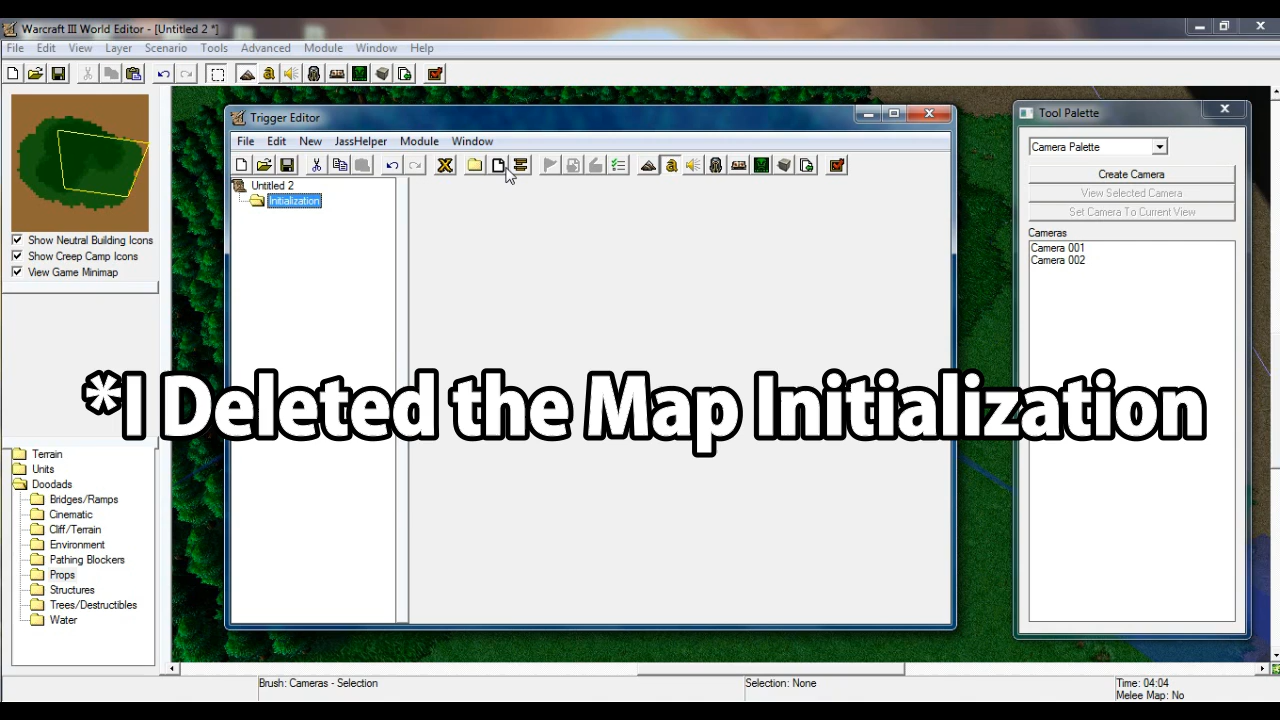 Warcraft III World Editor - [Untitled 2 *]
File Edit View Layer Scenario Tools Advanced Module Window Help
Show Neutral Building Icons
Show Creep Camp Icons
View Game Minimap
Trigger Editor
File Edit New JassHelper Module Window
Untitled 2
Initialization
Tool Palette
Camera Palette
Create Camera
View Selected Camera
Set Camera To Current View
Cameras
Camera 001
Camera 002
*I Deleted the Map Initialization
Terrain
Units
Doodads
Bridges/Ramps
Cinematic
Cliff/Terrain
Environment
Pathing Blockers
Props
Structures
Trees/Destructibles
Water
Brush: Cameras - Selection
Selection: None
Time: 04:04
Melee Map: No